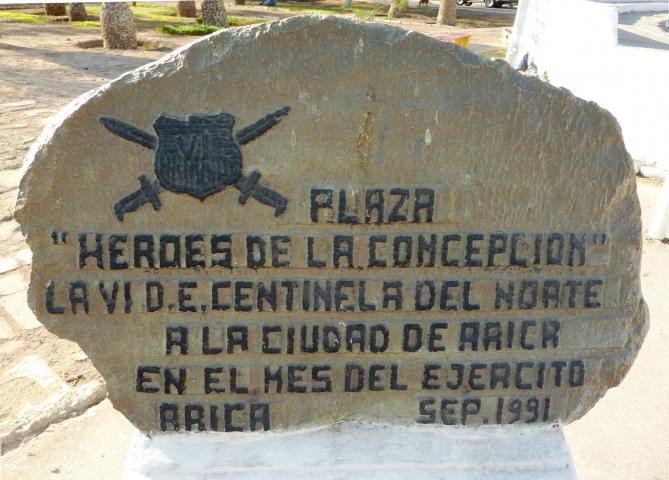 VI
PLAZA
"HEROES DE LA CONCEPCION"
LA VI D.E. CENTINELA DEL NORTE
A LA CIUDAD DE ARICA
EN EL MES DEL EJERCITO
ARICA SEP. 1991